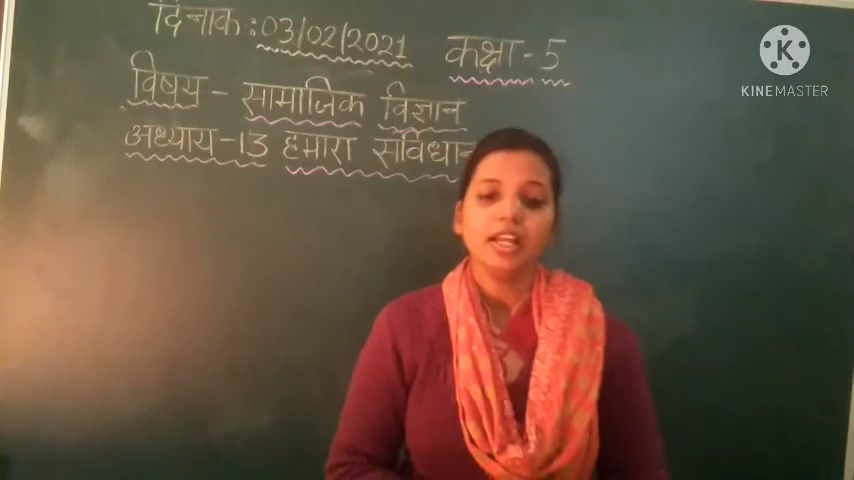 दिनांक : 03/02/2021 कक्षा - 5
विषय - सामाजिक विज्ञान
अध्याय - 13 हमारा संविधान
KINEMASTER